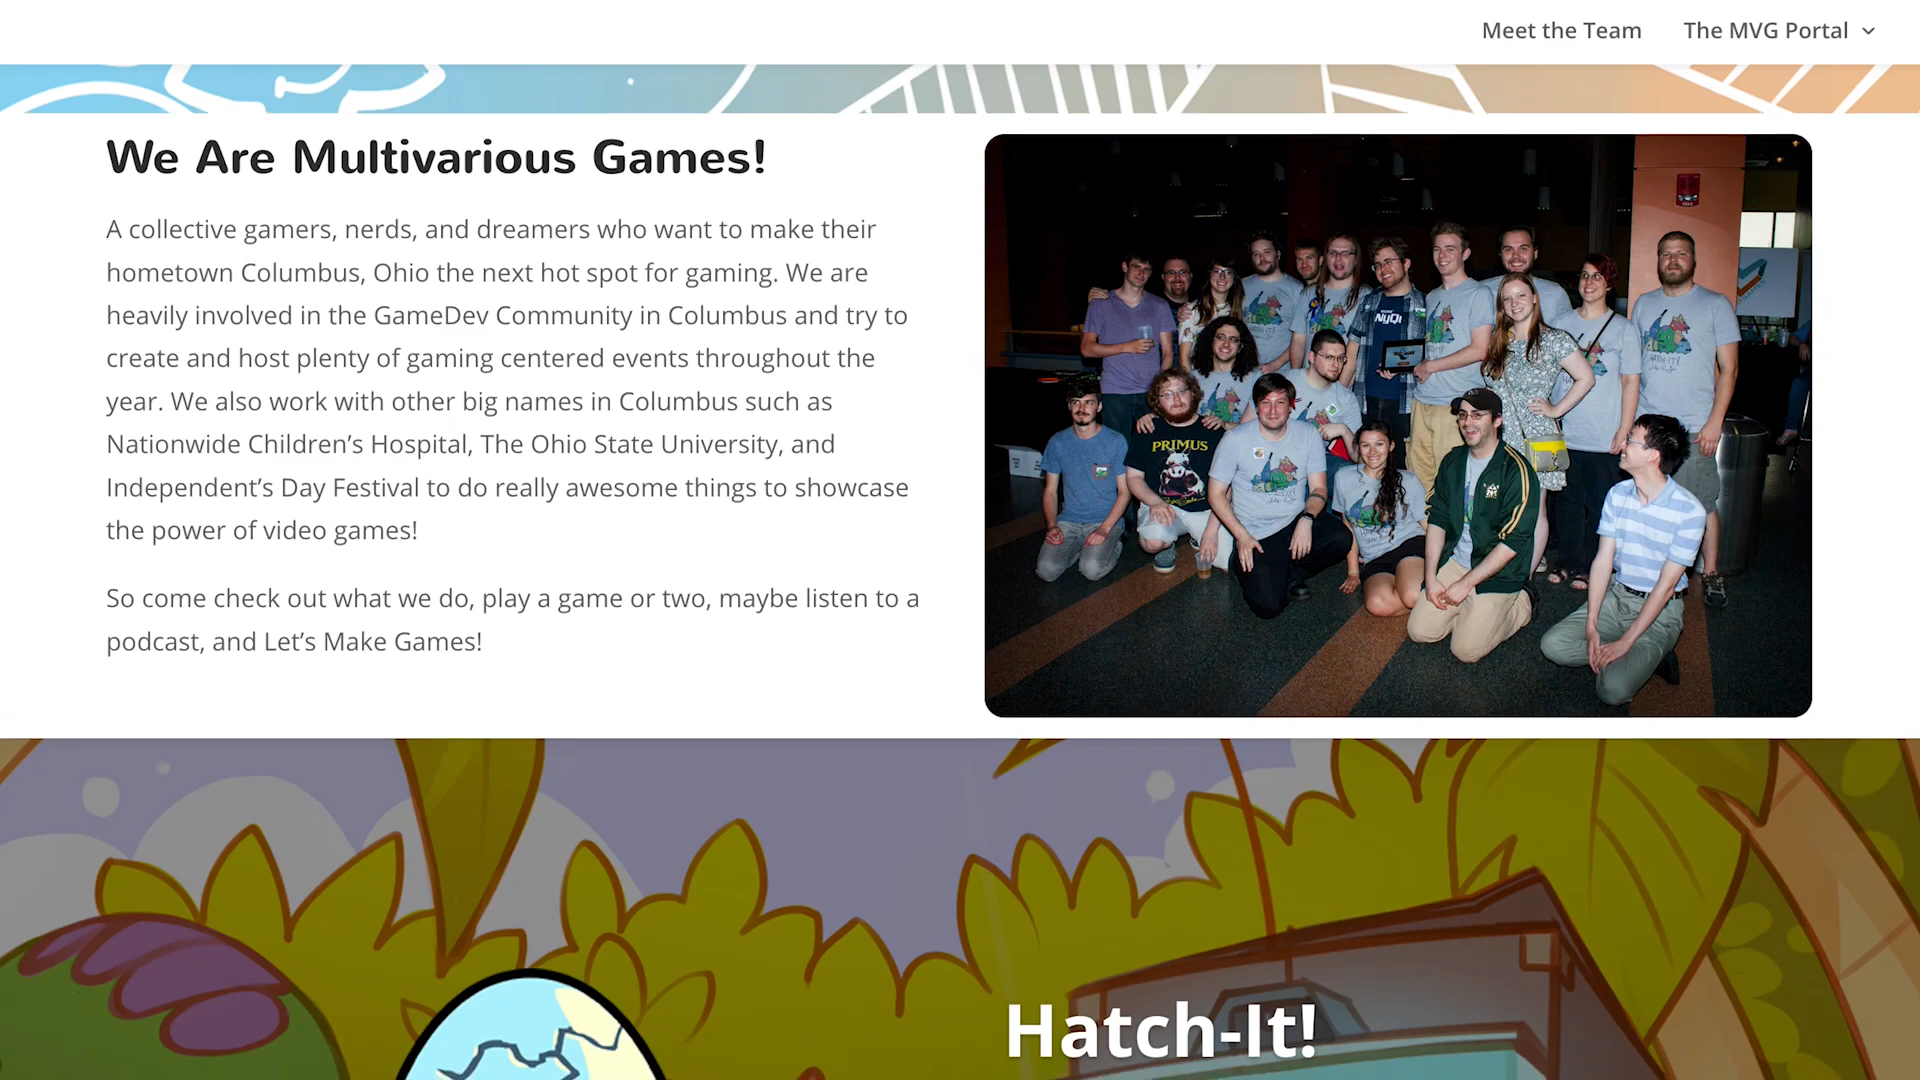 Meet the Team
The MVG Portal
We Are Multivarious Games!
A collective gamers, nerds, and dreamers who want to make their
hometown Columbus, Ohio the next hot spot for gaming. We are
heavily involved in the GameDev Community in Columbus and try to
create and host plenty of gaming centered events throughout the
year. We also work with other big names in Columbus such as
Nationwide Children’s Hospital, The Ohio State University, and
Independent’s Day Festival to do really awesome things to showcase
the power of video games!
So come check out what we do, play a game or two, maybe listen to a
podcast, and Let’s Make Games!
PRIMUS
HATCH-IT!
Hatch-It!